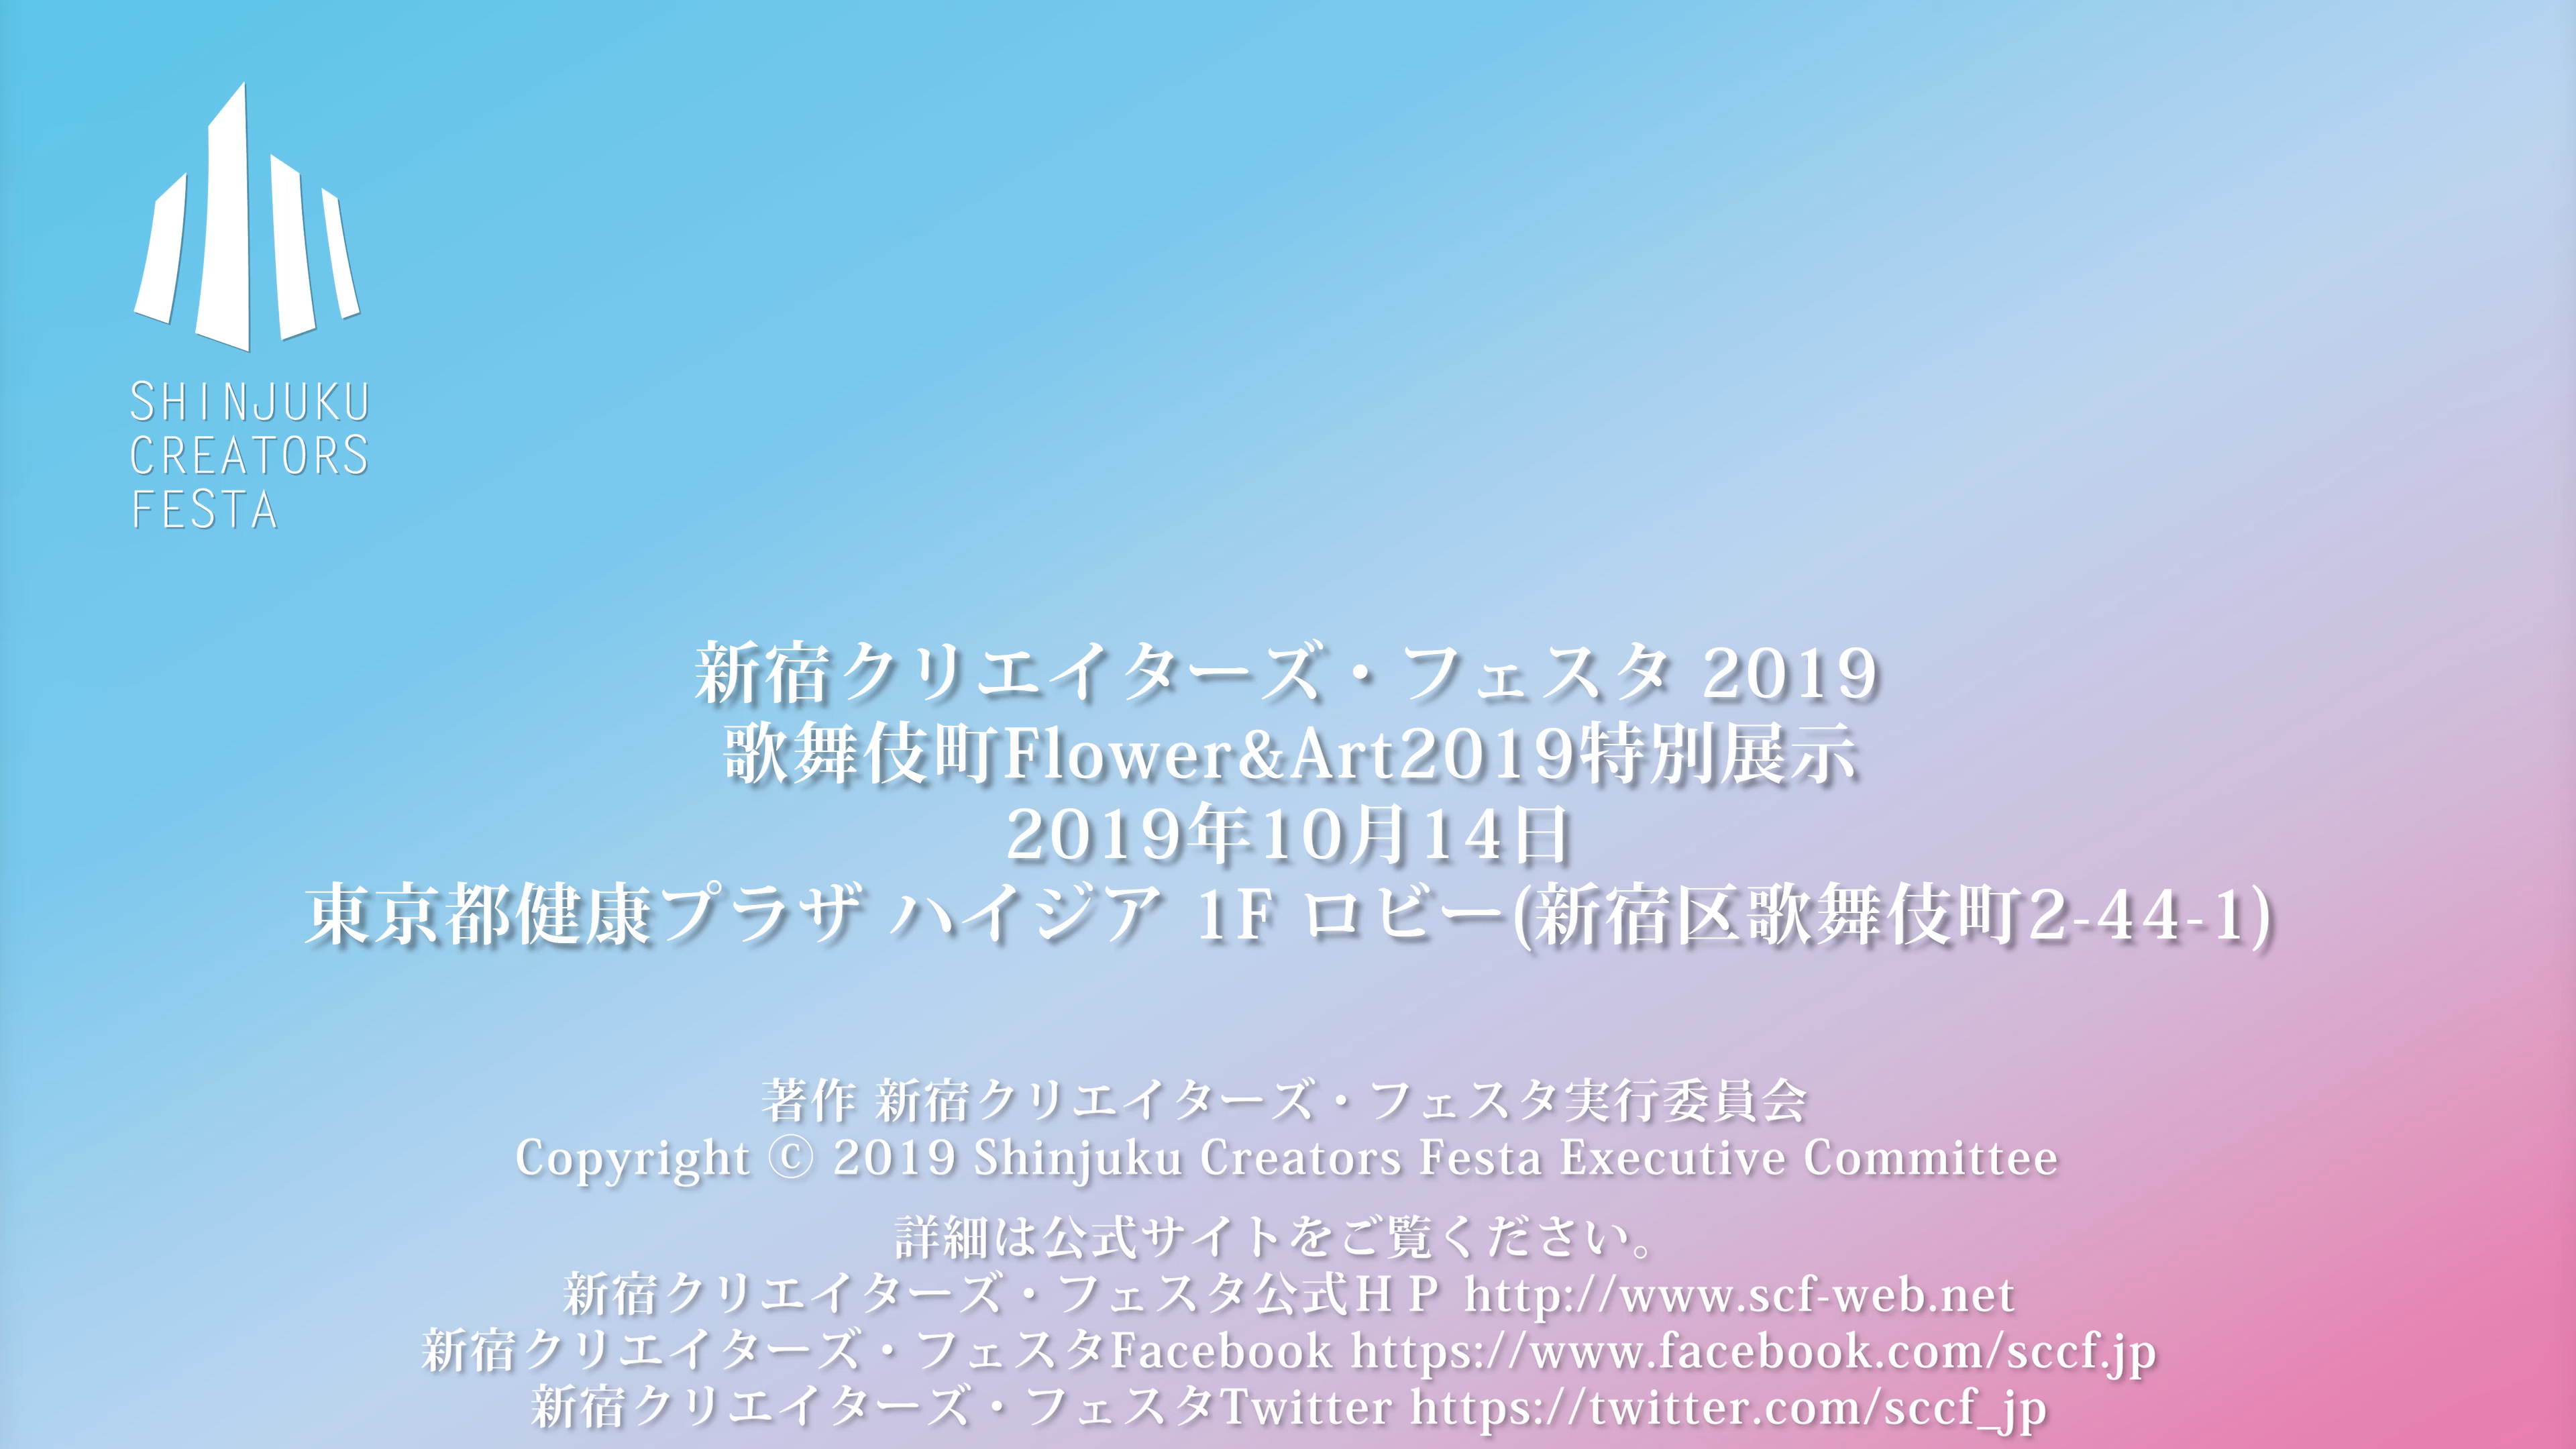 SHINJUKU
CREATORS
FESTA
新宿クリエイターズ・フェスタ 2019
歌舞伎町Flower&Art2019特別展示
2019年10月14日
東京都健康プラザ ハイジア 1F ロビー(新宿区歌舞伎町2-44-1)
著作 新宿クリエイターズ・フェスタ実行委員会
Copyright © 2019 Shinjuku Creators Festa Executive Committee
詳細は公式サイトをご覧ください。
新宿クリエイターズ・フェスタ公式ＨＰ http://www.scf-web.net
新宿クリエイターズ・フェスタFacebook https://www.facebook.com/sccf.jp
新宿クリエイターズ・フェスタTwitter https://twitter.com/sccf_jp